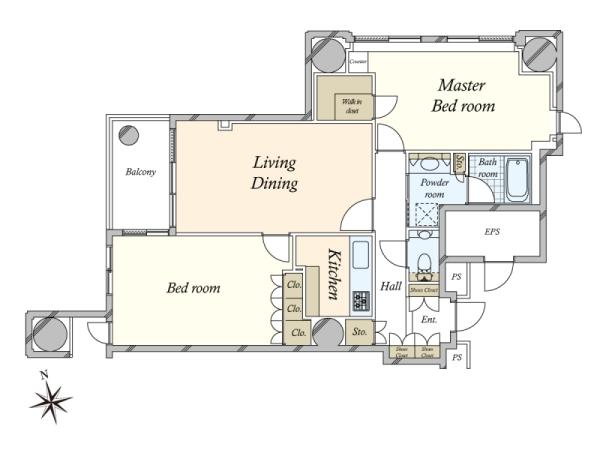 Counter
Master
Bed room
Walk in
closet
Living
Dining
Balcony
Sto.
Bath
room
Powder
room
EPS
Bed room
Kitchen
Hall
Clo.
Clo.
Clo.
Sto.
Shoes Closet
Ent.
Shoes
Closet
Shoes
Closet
PS
PS
N